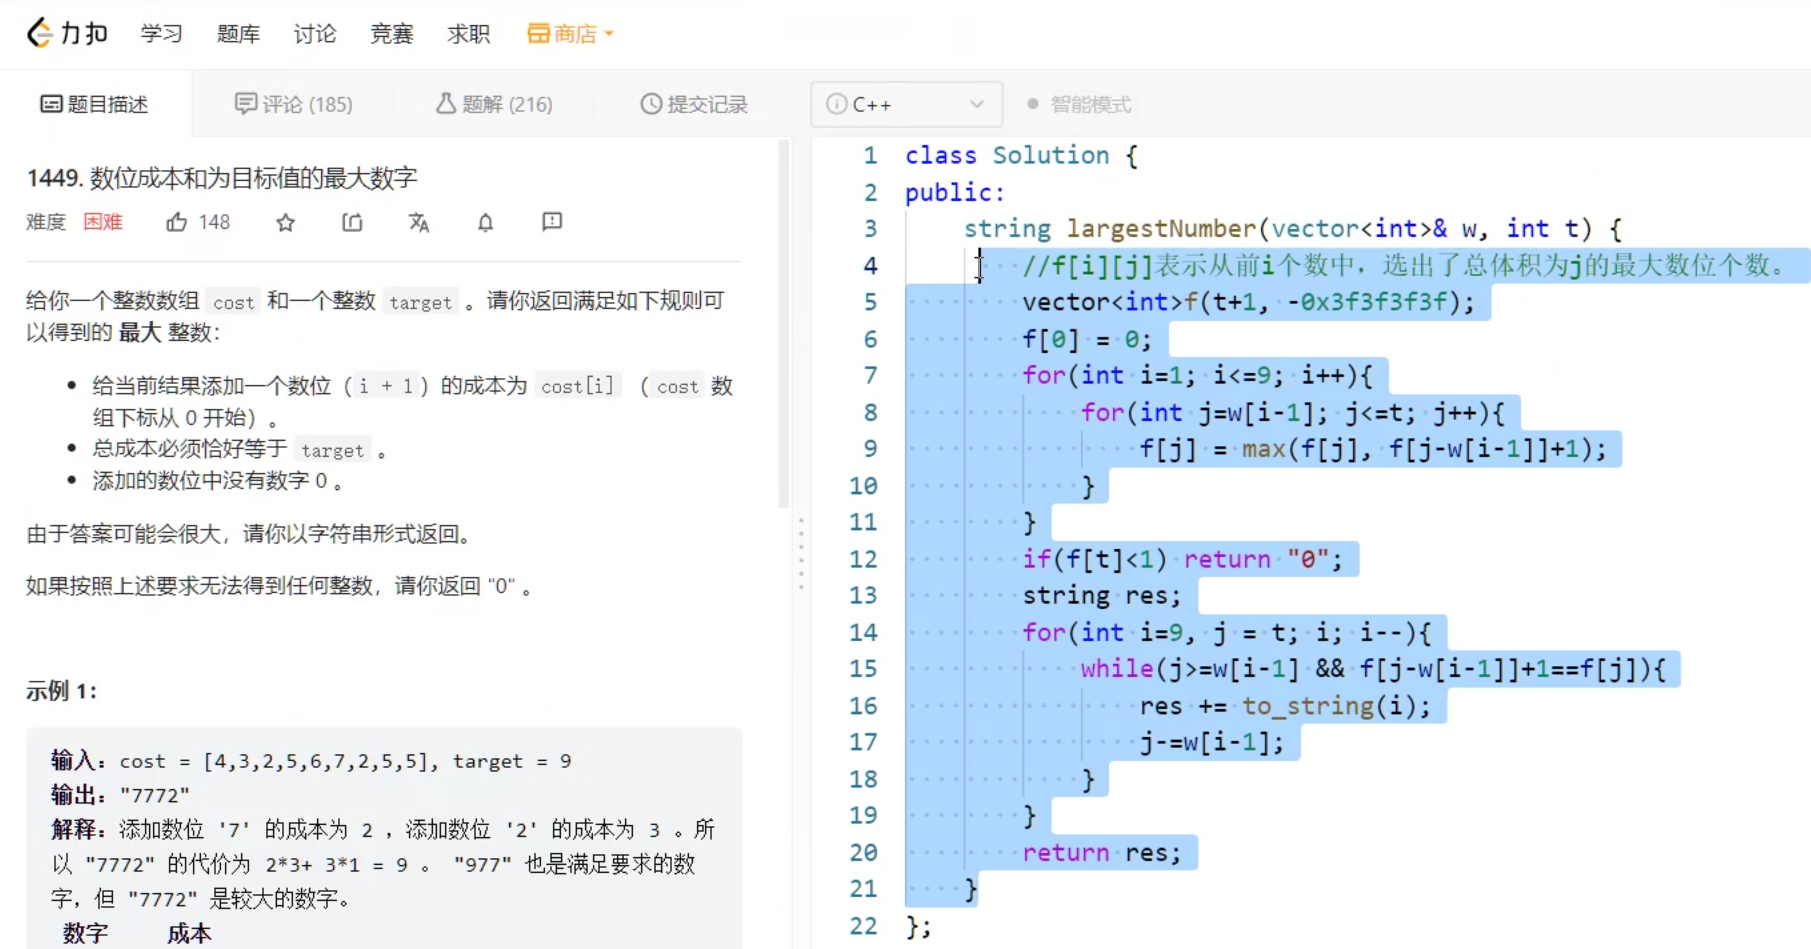 力扣 学习 题库 讨论 竞赛 求职 商店
题目描述 评论 (185) 题解 (216) 提交记录
C++ 智能模式
1449. 数位成本和为目标值的最大数字
难度 困难 148
给你一个整数数组 cost 和一个整数 target 。请你返回满足如下规则可
以得到的 最大 整数：
给当前结果添加一个数位（i + 1）的成本为 cost[i] （cost 数
组下标从 0 开始）。
总成本必须恰好等于 target 。
添加的数位中没有数字 0 。
由于答案可能会很大，请你以字符串形式返回。
如果按照上述要求无法得到任何整数，请你返回 "0" 。
示例 1：
输入：cost = [4,3,2,5,6,7,2,5,5], target = 9
输出："7772"
解释：添加数位 '7' 的成本为 2 ，添加数位 '2' 的成本为 3 。所
以 "7772" 的代价为 2*3+ 3*1 = 9 。 "977" 也是满足要求的数
字，但 "7772" 是较大的数字。
数字 成本
1 class Solution {
2 public:
3 string largestNumber(vector<int>& w, int t) {
4 //f[i][j]表示从前i个数中，选出了总体积为j的最大数位个数。
5 vector<int>f(t+1, -0x3f3f3f3f);
6 f[0] = 0;
7 for(int i=1; i<=9; i++){
8 for(int j=w[i-1]; j<=t; j++){
9 f[j] = max(f[j], f[j-w[i-1]]+1);
10 }
11 }
12 if(f[t]<1) return "0";
13 string res;
14 for(int i=9, j = t; i; i--){
15 while(j>=w[i-1] && f[j-w[i-1]]+1==f[j]){
16 res += to_string(i);
17 j-=w[i-1];
18 }
19 }
20 return res;
21 }
22 };